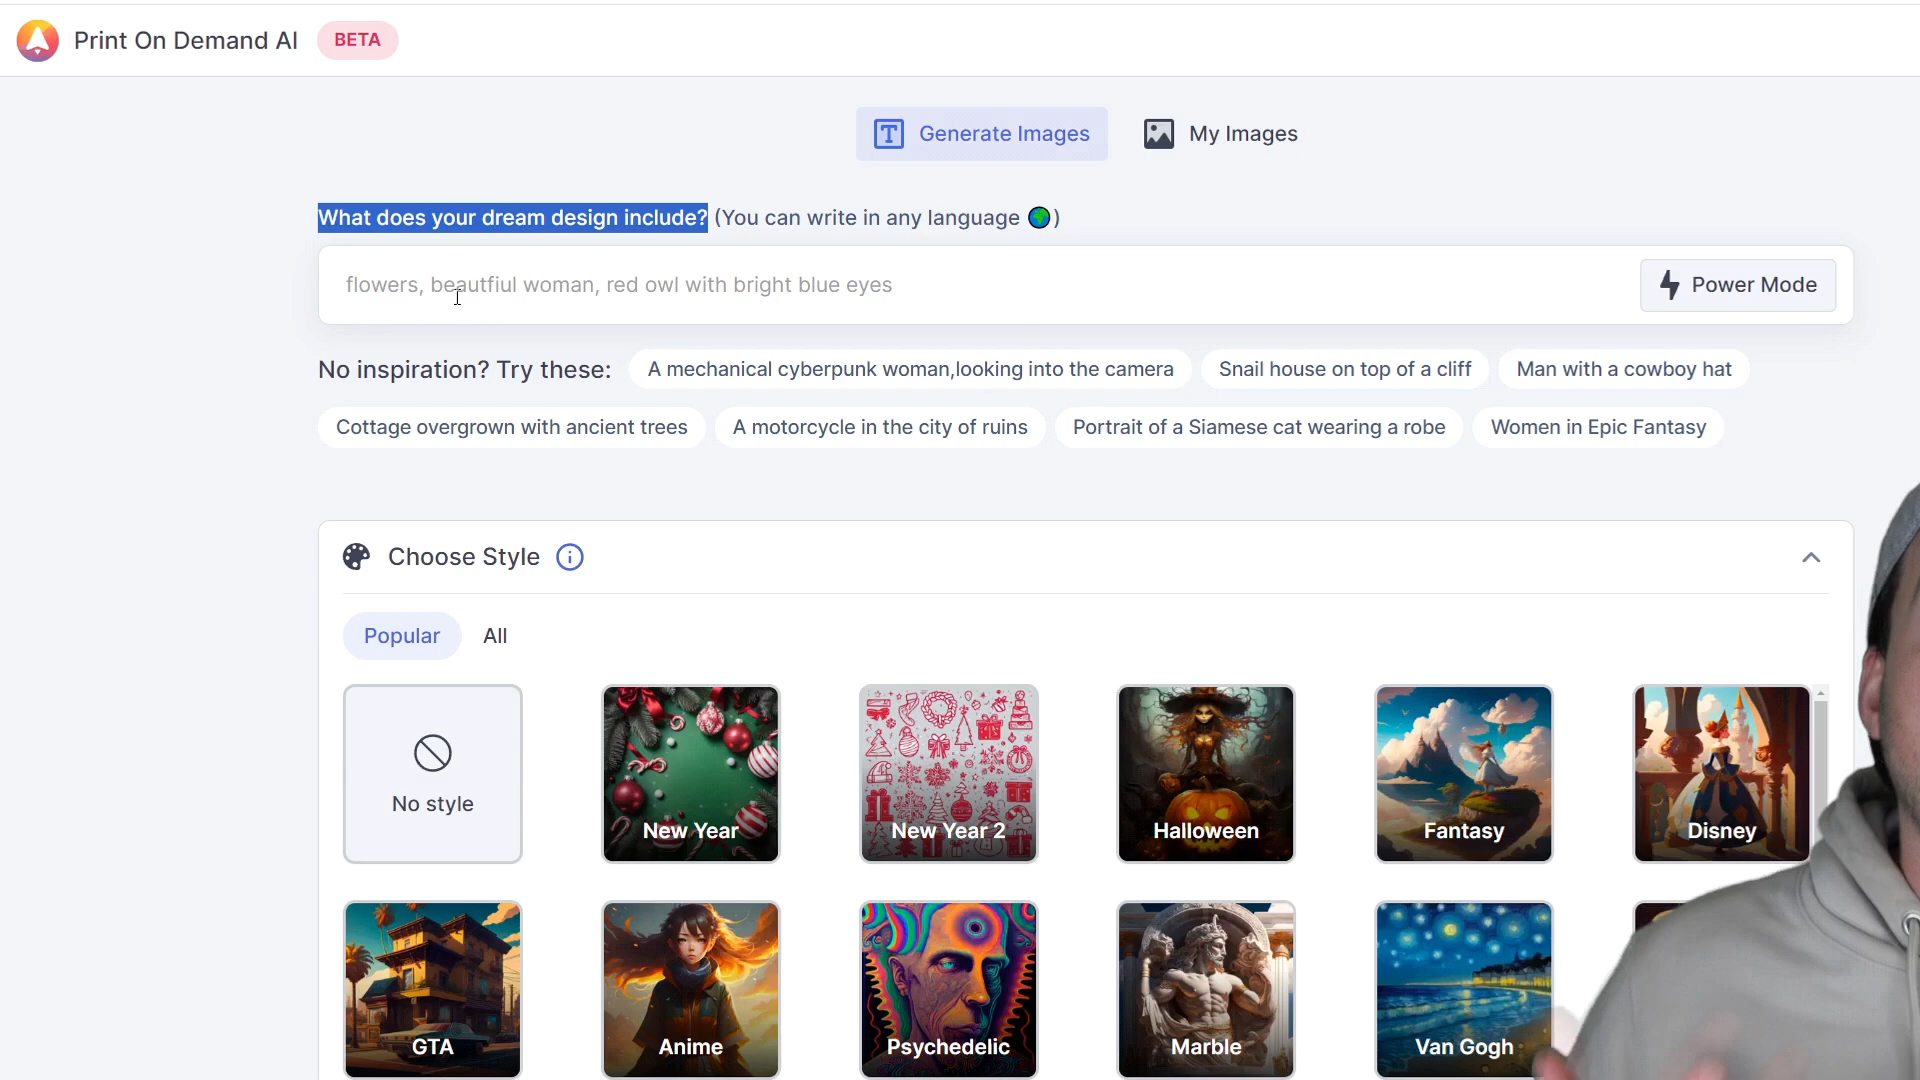 Print On Demand AI BETA
Generate Images My Images
What does your dream design include? (You can write in any language 🌍)
flowers, beautfiul woman, red owl with bright blue eyes Power Mode
No inspiration? Try these: A mechanical cyberpunk woman,looking into the camera Snail house on top of a cliff Man with a cowboy hat
Cottage overgrown with ancient trees A motorcycle in the city of ruins Portrait of a Siamese cat wearing a robe Women in Epic Fantasy
Choose Style
Popular All
No style New Year New Year 2 Halloween Fantasy Disney
GTA Anime Psychedelic Marble Van Gogh